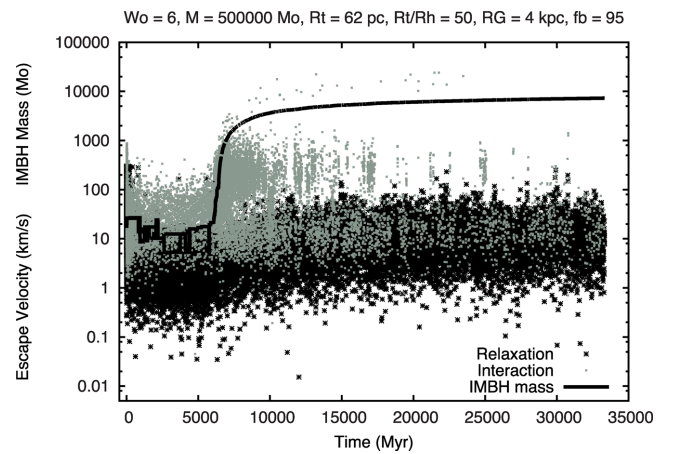 Wo = 6, M = 500000 Mo, Rt = 62 pc, Rt/Rh = 50, RG = 4 kpc, fb = 95
100000
10000
1000
100
10
1
0.1
0.01
Escape Velocity (km/s) IMBH Mass (Mo)
Relaxation
Interaction
IMBH mass
0 5000 10000 15000 20000 25000 30000 35000
Time (Myr)